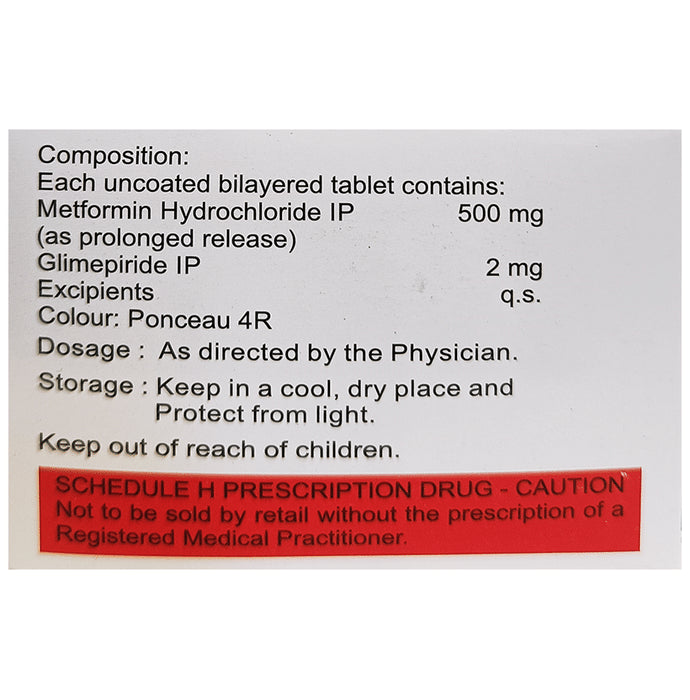 Composition:
Each uncoated bilayered tablet contains:
Metformin Hydrochloride IP 500 mg
(as prolonged release)
Glimepiride IP 2 mg
Excipients q.s.
Colour: Ponceau 4R
Dosage : As directed by the Physician.
Storage : Keep in a cool, dry place and
Protect from light.
Keep out of reach of children.
SCHEDULE H PRESCRIPTION DRUG - CAUTION
Not to be sold by retail without the prescription of a
Registered Medical Practitioner.